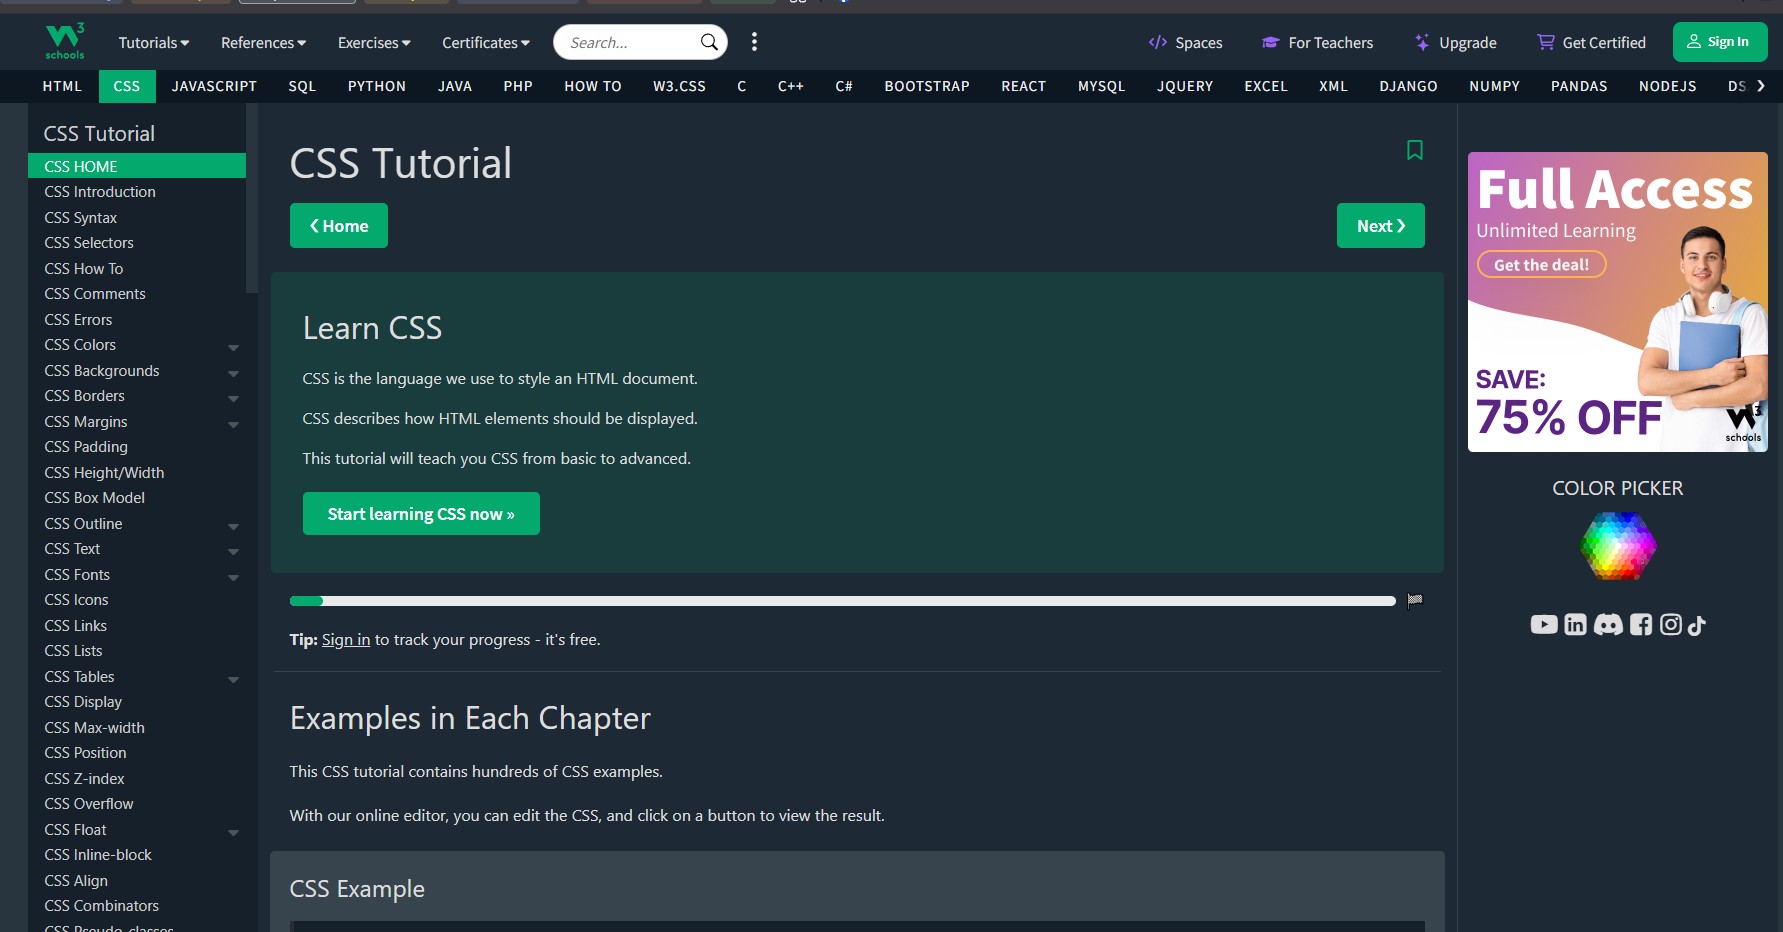 3
schools
Tutorials
References
Exercises
Certificates
Search...
Spaces
For Teachers
Upgrade
Get Certified
Sign In
HTML
CSS
JAVASCRIPT
SQL
PYTHON
JAVA
PHP
HOW TO
W3.CSS
C
C++
C#
BOOTSTRAP
REACT
MYSQL
JQUERY
EXCEL
XML
DJANGO
NUMPY
PANDAS
NODEJS
CSS Tutorial
CSS HOME
CSS Introduction
CSS Syntax
CSS Selectors
CSS How To
CSS Comments
CSS Errors
CSS Colors
CSS Backgrounds
CSS Borders
CSS Margins
CSS Padding
CSS Height/Width
CSS Box Model
CSS Outline
CSS Text
CSS Fonts
CSS Icons
CSS Links
CSS Lists
CSS Tables
CSS Display
CSS Max-width
CSS Position
CSS Z-index
CSS Overflow
CSS Float
CSS Inline-block
CSS Align
CSS Combinators
CSS Pseudo-classes
CSS Tutorial
❮ Home
Next ❯
Learn CSS
CSS is the language we use to style an HTML document.
CSS describes how HTML elements should be displayed.
This tutorial will teach you CSS from basic to advanced.
Start learning CSS now »
Tip: Sign in to track your progress - it's free.
Examples in Each Chapter
This CSS tutorial contains hundreds of CSS examples.
With our online editor, you can edit the CSS, and click on a button to view the result.
CSS Example
Full Access
Unlimited Learning
Get the deal!
SAVE:
75% OFF
3
schools
COLOR PICKER